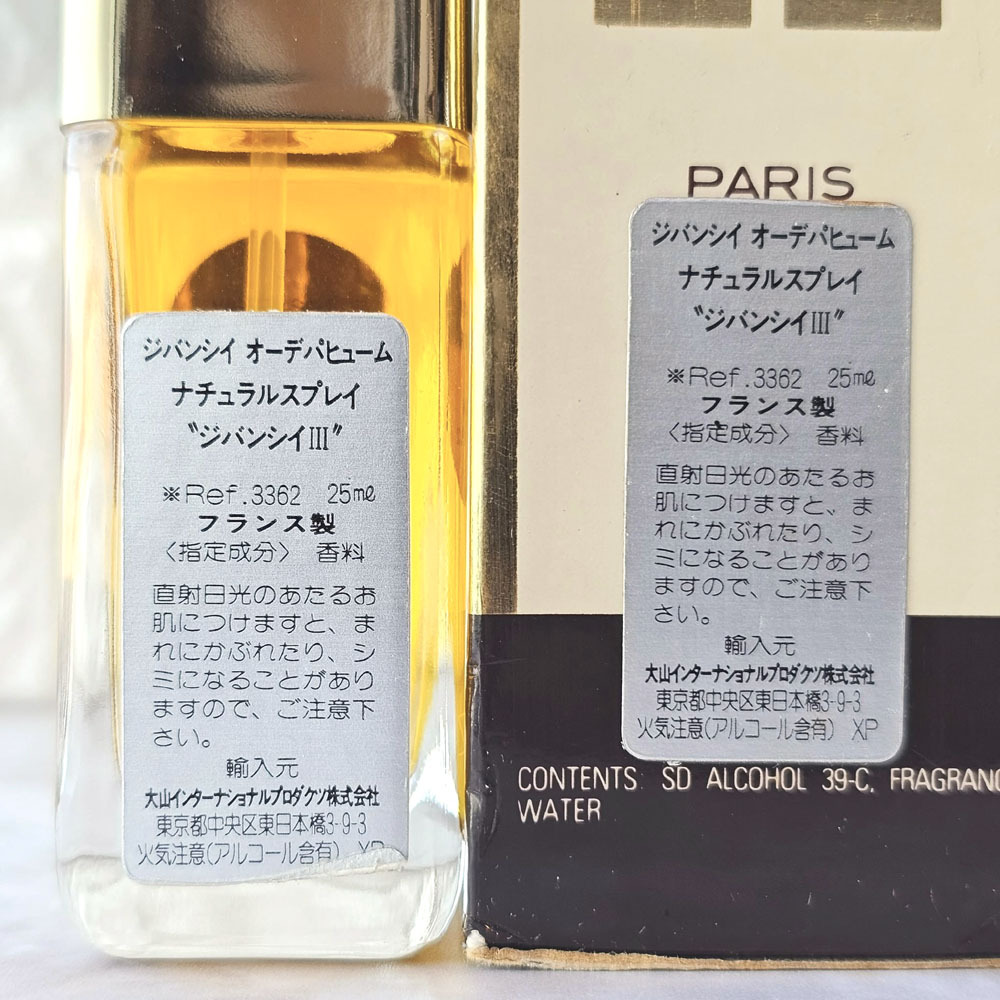 ジバンシイ オーデパヒューム
ナチュラルスプレイ
〝ジバンシイIII〟
※Ref.3362 25mℓ
フランス製
〈指定成分〉 香料
直射日光のあたるお
肌につけますと、ま
れにかぶれたり、シ
ミになることがあり
ますので、ご注意下
さい。
輸入元
大山インターナショナルプロダクツ株式会社
東京都中央区東日本橋3-9-3
火気注意(アルコール含有) XP
PARIS
ジバンシイ オーデパヒューム
ナチュラルスプレイ
〝ジバンシイIII〟
※Ref.3362 25mℓ
フランス製
〈指定成分〉 香料
直射日光のあたるお
肌につけますと、ま
れにかぶれたり、シ
ミになることがあり
ますので、ご注意下
さい。
輸入元
大山インターナショナルプロダクツ株式会社
東京都中央区東日本橋3-9-3
火気注意(アルコール含有) XP
CONTENTS: SD ALCOHOL 39-C, FRAGRANC
WATER